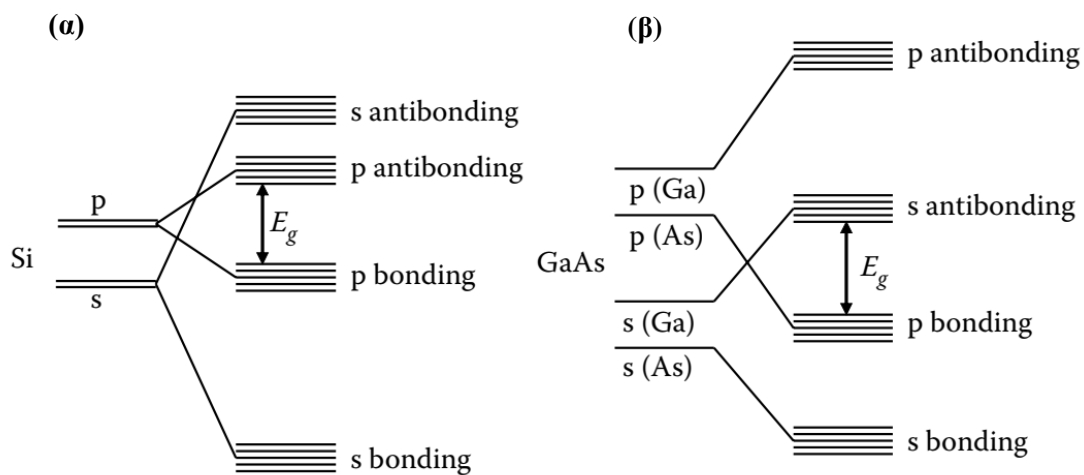 (α)
s antibonding
p antibonding
p
E_g
Si
p bonding
s
s bonding
(β)
p antibonding
p (Ga)
p (As)
s antibonding
GaAs
E_g
s (Ga)
p bonding
s (As)
s bonding